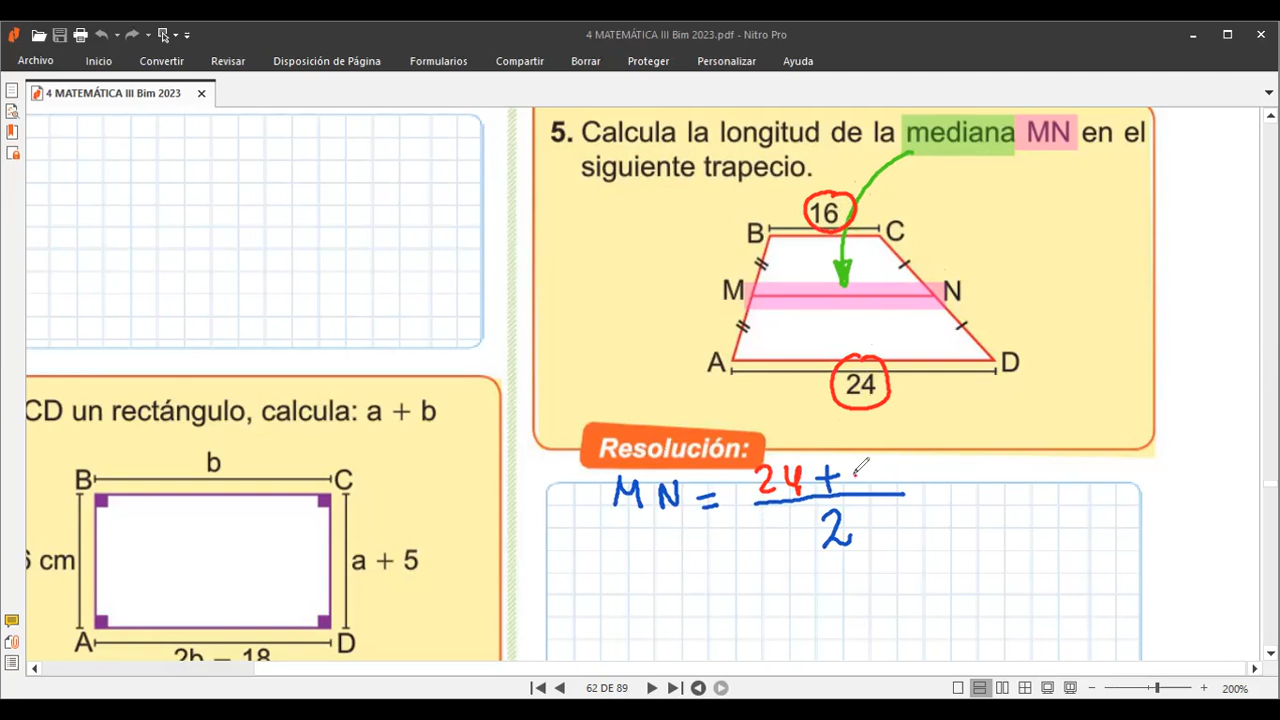 4 MATEMÁTICA III Bim 2023.pdf - Nitro Pro
Archivo Inicio Convertir Revisar Disposición de Página Formularios Compartir Borrar Proteger Personalizar Ayuda
4 MATEMÁTICA III Bim 2023
5. Calcula la longitud de la mediana MN en el
siguiente trapecio.
16
B C
M N
A D
24
Resolución:
MN = 24 +
2
CD un rectángulo, calcula: a + b
b
B C
6 cm a + 5
A D
2b − 18
62 DE 89
200%